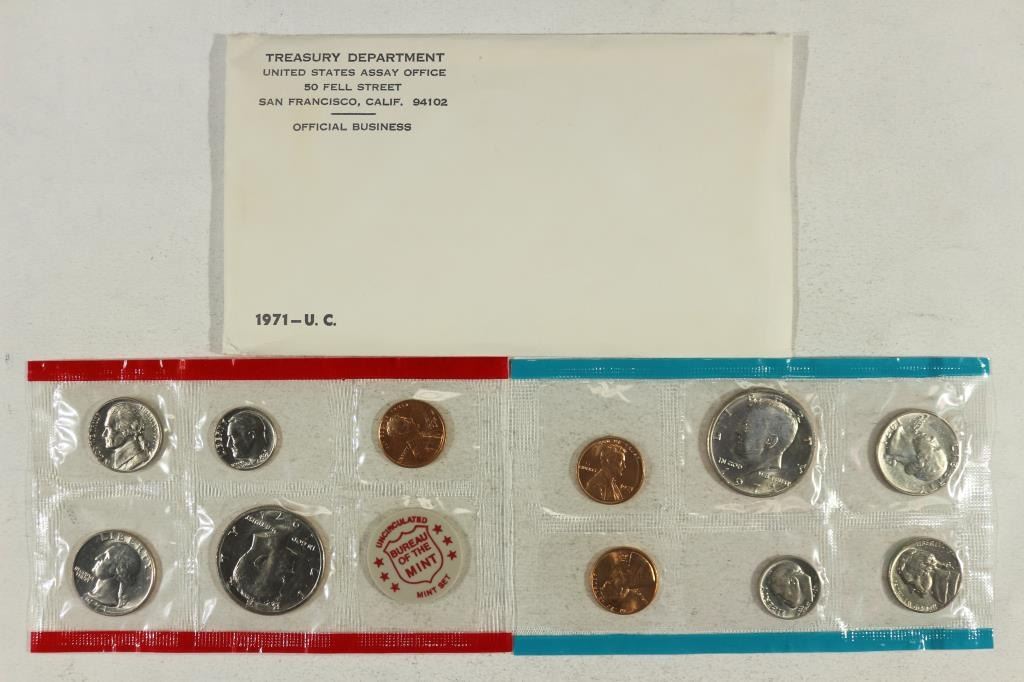 TREASURY DEPARTMENT
UNITED STATES ASSAY OFFICE
50 FELL STREET
SAN FRANCISCO, CALIF. 94102
OFFICIAL BUSINESS
1971-U. C.
UNCIRCULATED
BUREAU
OF THE
MINT
MINT SET
LIBERTY